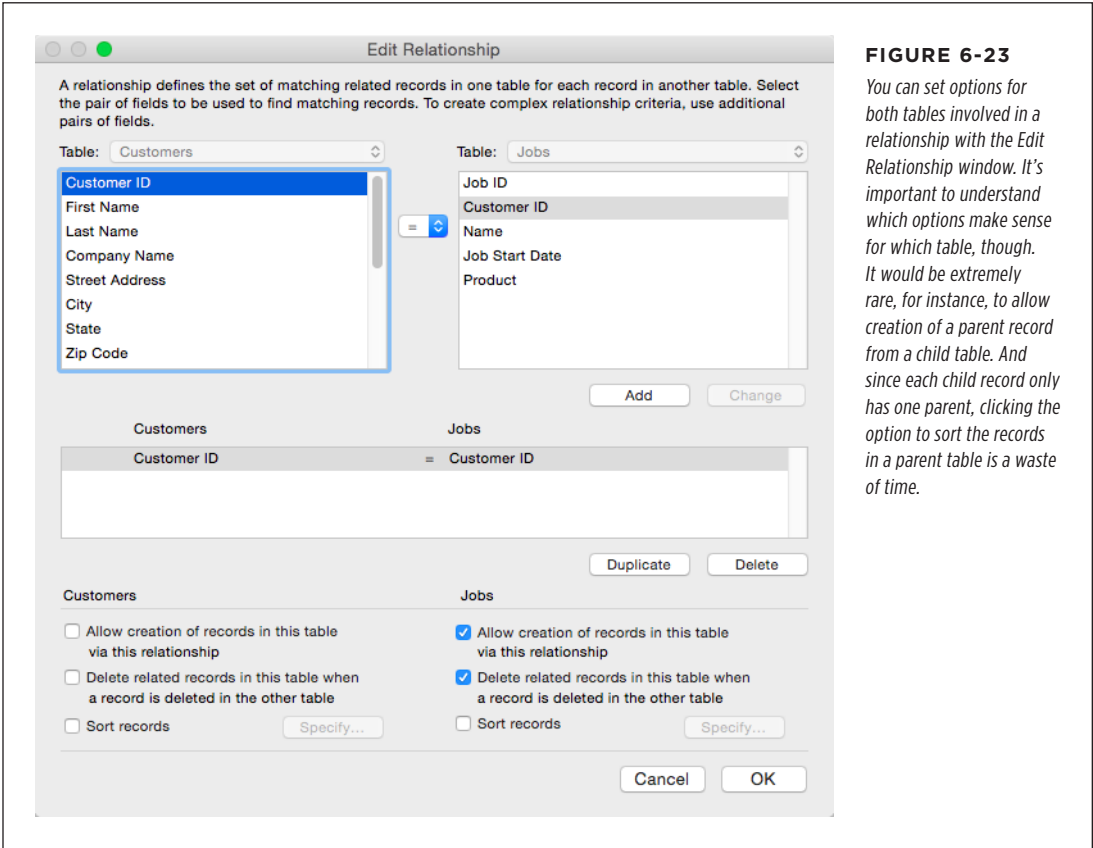 Edit Relationship
A relationship defines the set of matching related records in one table for each record in another table. Select
the pair of fields to be used to find matching records. To create complex relationship criteria, use additional
pairs of fields.
Table: Customers
Customer ID
First Name
Last Name
Company Name
Street Address
City
State
Zip Code
=
Table: Jobs
Job ID
Customer ID
Name
Job Start Date
Product
Add
Change
Customers
Jobs
Customer ID = Customer ID
Duplicate
Delete
Customers
Allow creation of records in this table
via this relationship
Delete related records in this table when
a record is deleted in the other table
Sort records
Specify...
Jobs
Allow creation of records in this table
via this relationship
Delete related records in this table when
a record is deleted in the other table
Sort records
Specify...
Cancel
OK
FIGURE 6-23
You can set options for
both tables involved in a
relationship with the Edit
Relationship window. It's
important to understand
which options make sense
for which table, though.
It would be extremely
rare, for instance, to allow
creation of a parent record
from a child table. And
since each child record only
has one parent, clicking the
option to sort the records
in a parent table is a waste
of time.